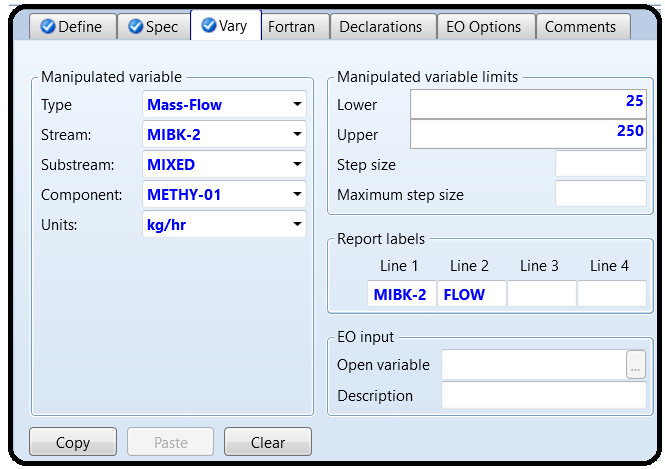 Define Spec Vary Fortran Declarations EO Options Comments
Manipulated variable
Type Mass-Flow
Stream: MIBK-2
Substream: MIXED
Component: METHY-01
Units: kg/hr
Manipulated variable limits
Lower 25
Upper 250
Step size
Maximum step size
Report labels
Line 1 Line 2 Line 3 Line 4
MIBK-2 FLOW
EO input
Open variable ...
Description
Copy Paste Clear